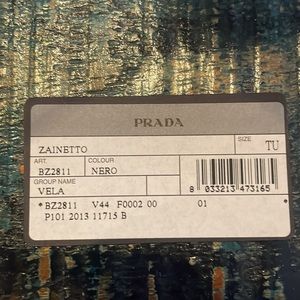 PRADA
ZAINETTO SIZE TU
ART. COLOUR
BZ2811 NERO
GROUP NAME
VELA
8 033213 473165
*BZ2811 V44 F0002 00 01
P101 2013 11715 B